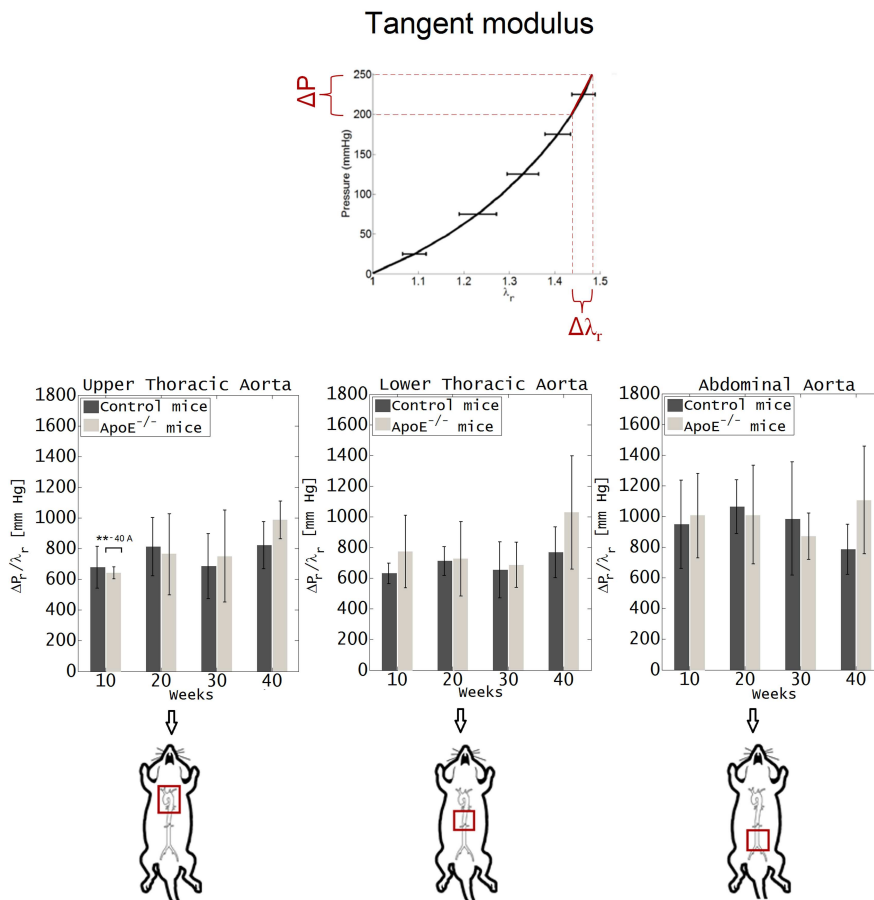 Tangent modulus
ΔP
Pressure (mmHg)
250
200
150
100
50
0
1 1.1 1.2 1.3 1.4 1.5
λr
Δλr
Upper Thoracic Aorta
Control mice
ApoE-/- mice
ΔPr/λr [mm Hg]
1800
1600
1400
1200
1000
800
600
400
200
0
**-40 A
10 20 30 40
Weeks
Lower Thoracic Aorta
Control mice
ApoE-/- mice
ΔPr/λr [mm Hg]
1800
1600
1400
1200
1000
800
600
400
200
0
10 20 30 40
Weeks
Abdominal Aorta
Control mice
ApoE-/- mice
ΔPr/λr [mm Hg]
1800
1600
1400
1200
1000
800
600
400
200
0
10 20 30 40
Weeks